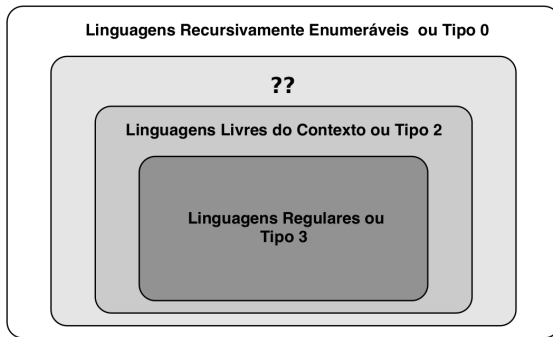 Linguagens Recursivamente Enumeráveis ou Tipo 0
??
Linguagens Livres do Contexto ou Tipo 2
Linguagens Regulares ou
Tipo 3